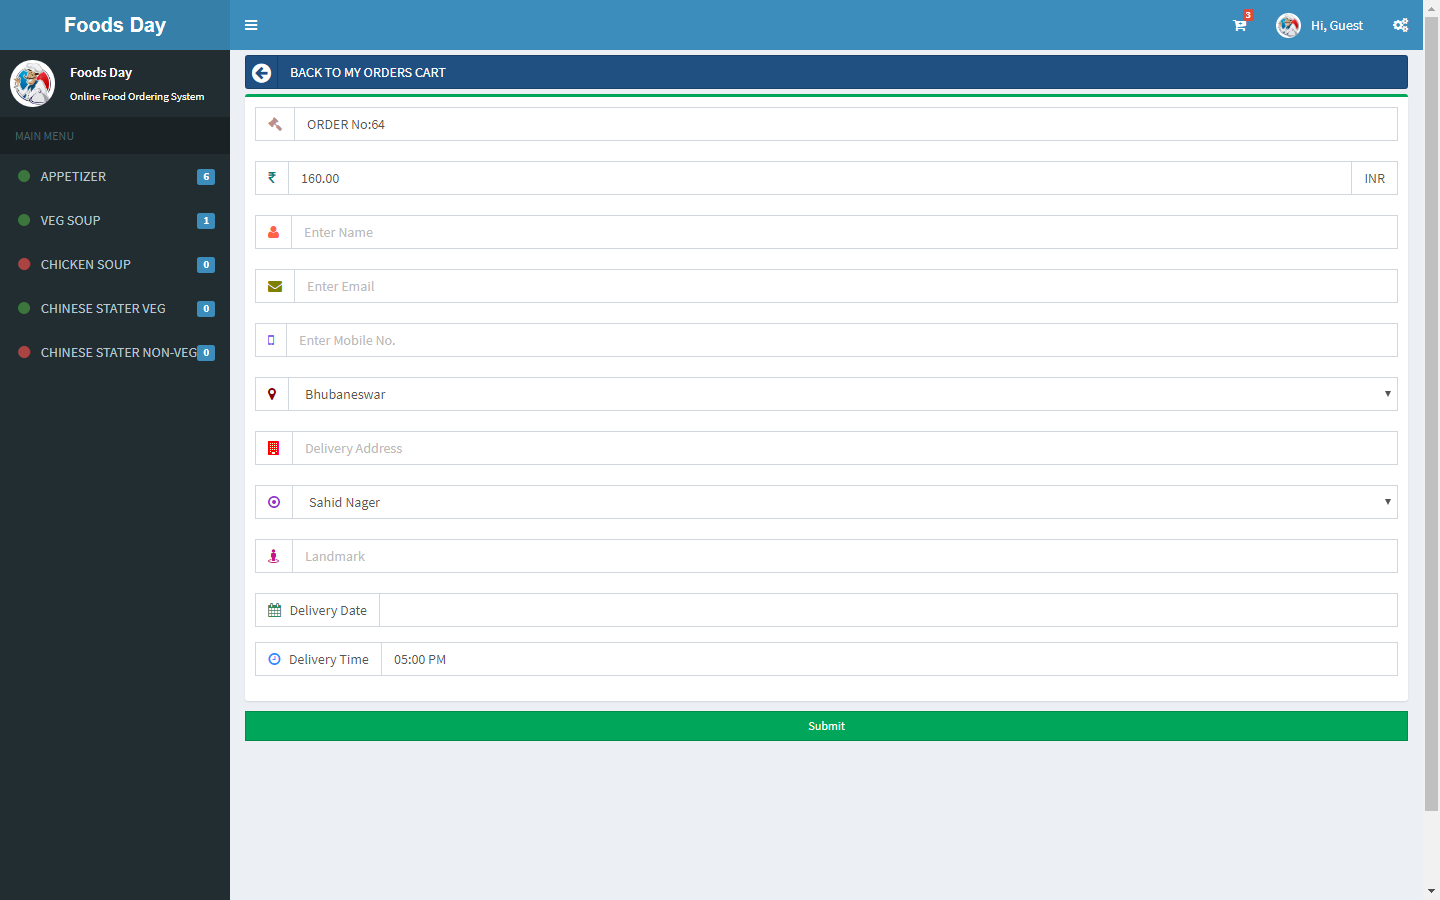 Foods Day
3
Hi, Guest
Foods Day
Online Food Ordering System
MAIN MENU
APPETIZER 6
VEG SOUP 1
CHICKEN SOUP 0
CHINESE STATER VEG 0
CHINESE STATER NON-VEG 0
BACK TO MY ORDERS CART
ORDER No:64
₹ 160.00 INR
Enter Name
Enter Email
Enter Mobile No.
Bhubaneswar
Delivery Address
Sahid Nager
Landmark
Delivery Date
Delivery Time 05:00 PM
Submit